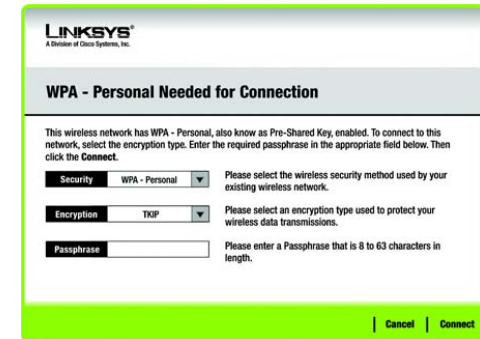 LINKSYS®
A Division of Cisco Systems, Inc.
WPA - Personal Needed for Connection
This wireless network has WPA - Personal, also know as Pre-Shared Key, enabled. To connect to this
network, select the encryption type. Enter the required passphrase in the appropriate field below. Then
click the Connect.
Security WPA - Personal Please select the wireless security method used by your
existing wireless network.
Encryption TKIP Please select an encryption type used to protect your
wireless data transmissions.
Passphrase Please enter a Passphrase that is 8 to 63 characters in
length.
Cancel Connect